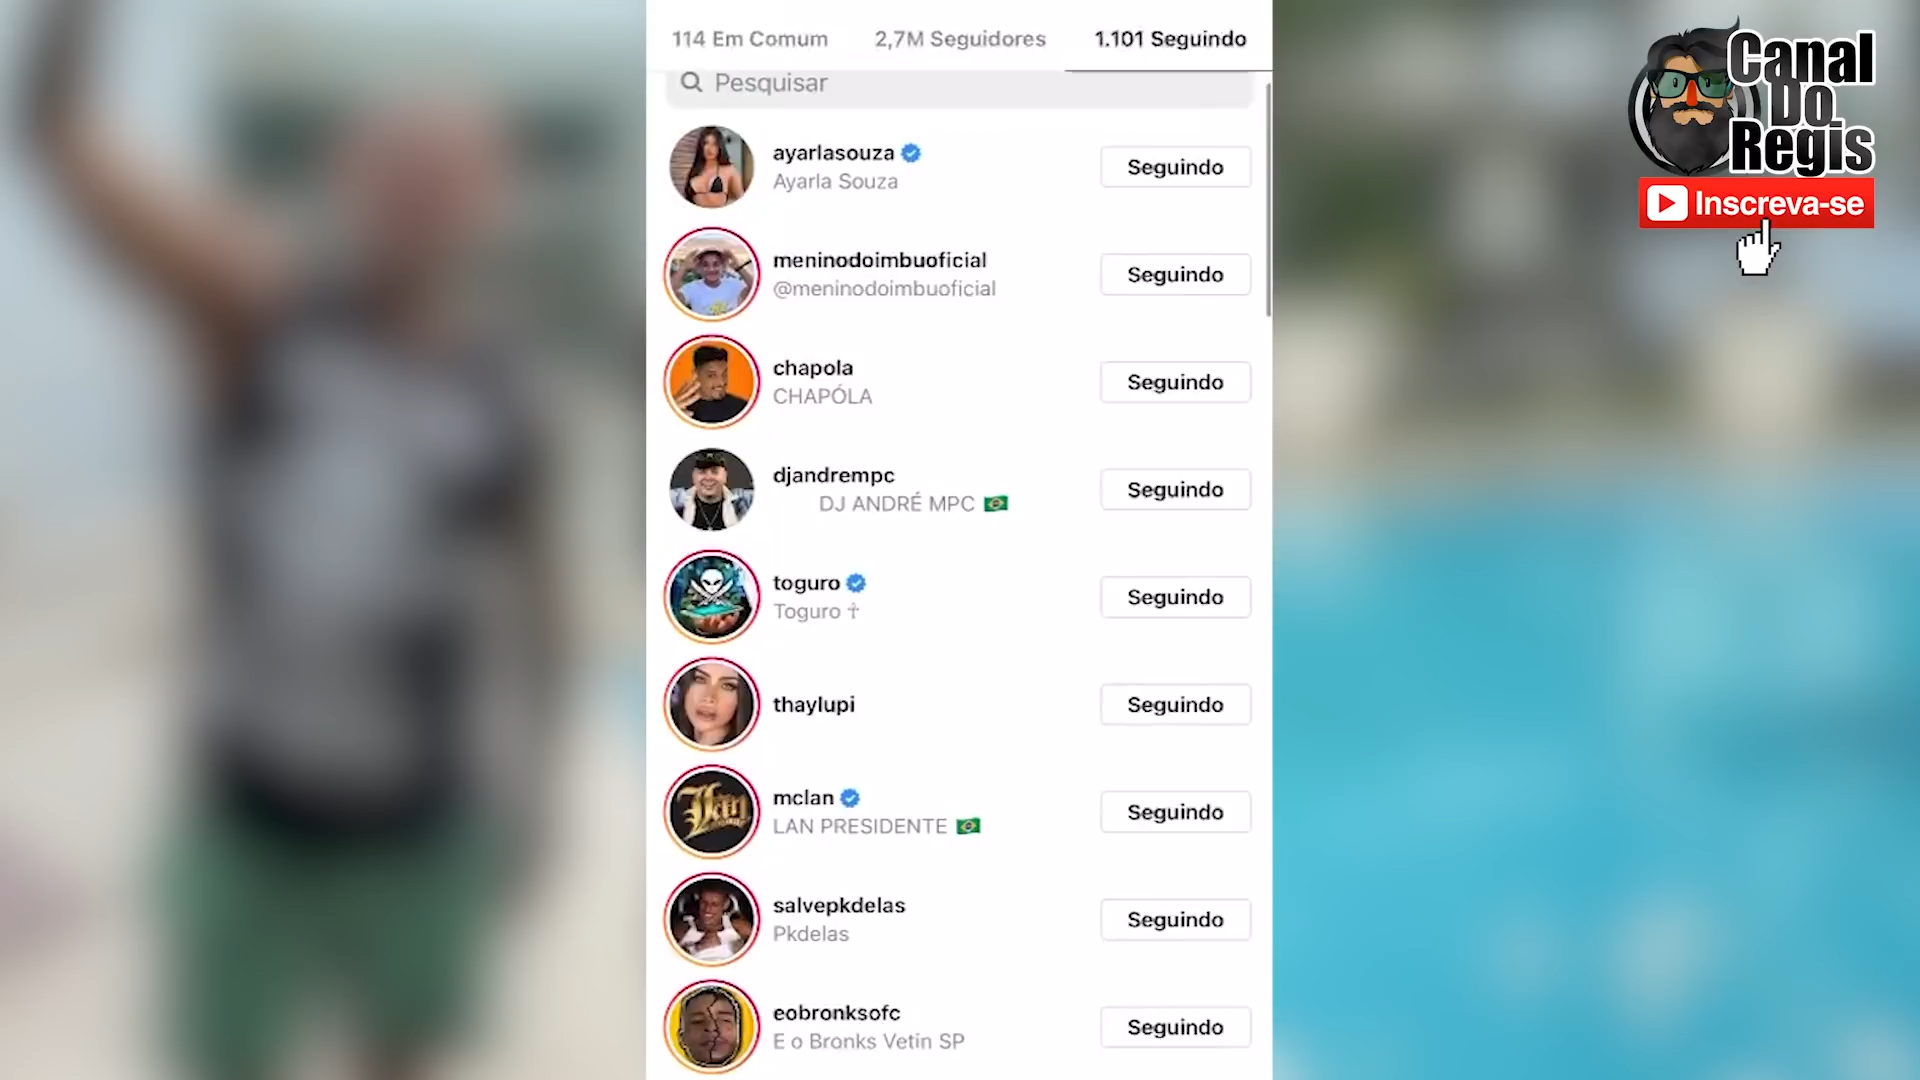 114 Em Comum
2,7M Seguidores
1.101 Seguindo
Pesquisar
ayarlasouza
Ayarla Souza
Seguindo
meninodoimbuoficial
@meninodoimbuoficial
Seguindo
chapola
CHAPÓLA
Seguindo
djandrempc
DJ ANDRÉ MPC 🇧🇷
Seguindo
toguro
Toguro ✝
Seguindo
thaylupi
Seguindo
mclan
LAN PRESIDENTE 🇧🇷
Seguindo
salvepkdelas
Pkdelas
Seguindo
eobronksofc
E o Bronks Vetin SP
Seguindo
Canal
Do
Regis
Inscreva-se